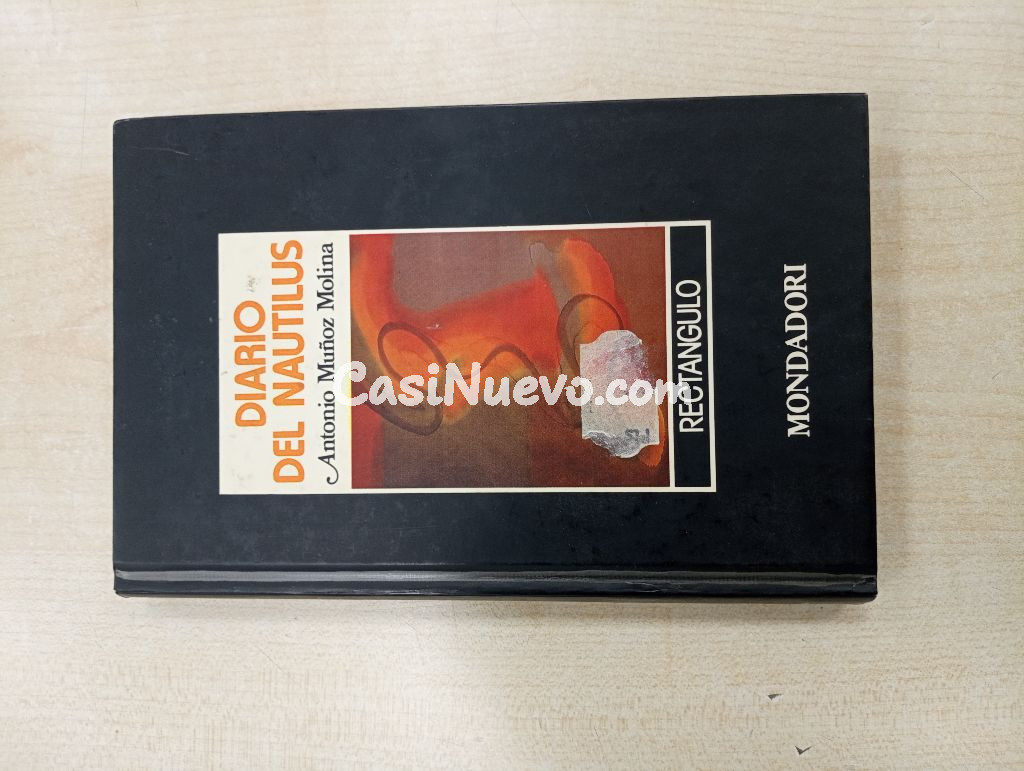 DIARIO
DEL NAUTILUS
Antonio Muñoz Molina
CasiNuevo.com
RECTANGULO
MONDADORI